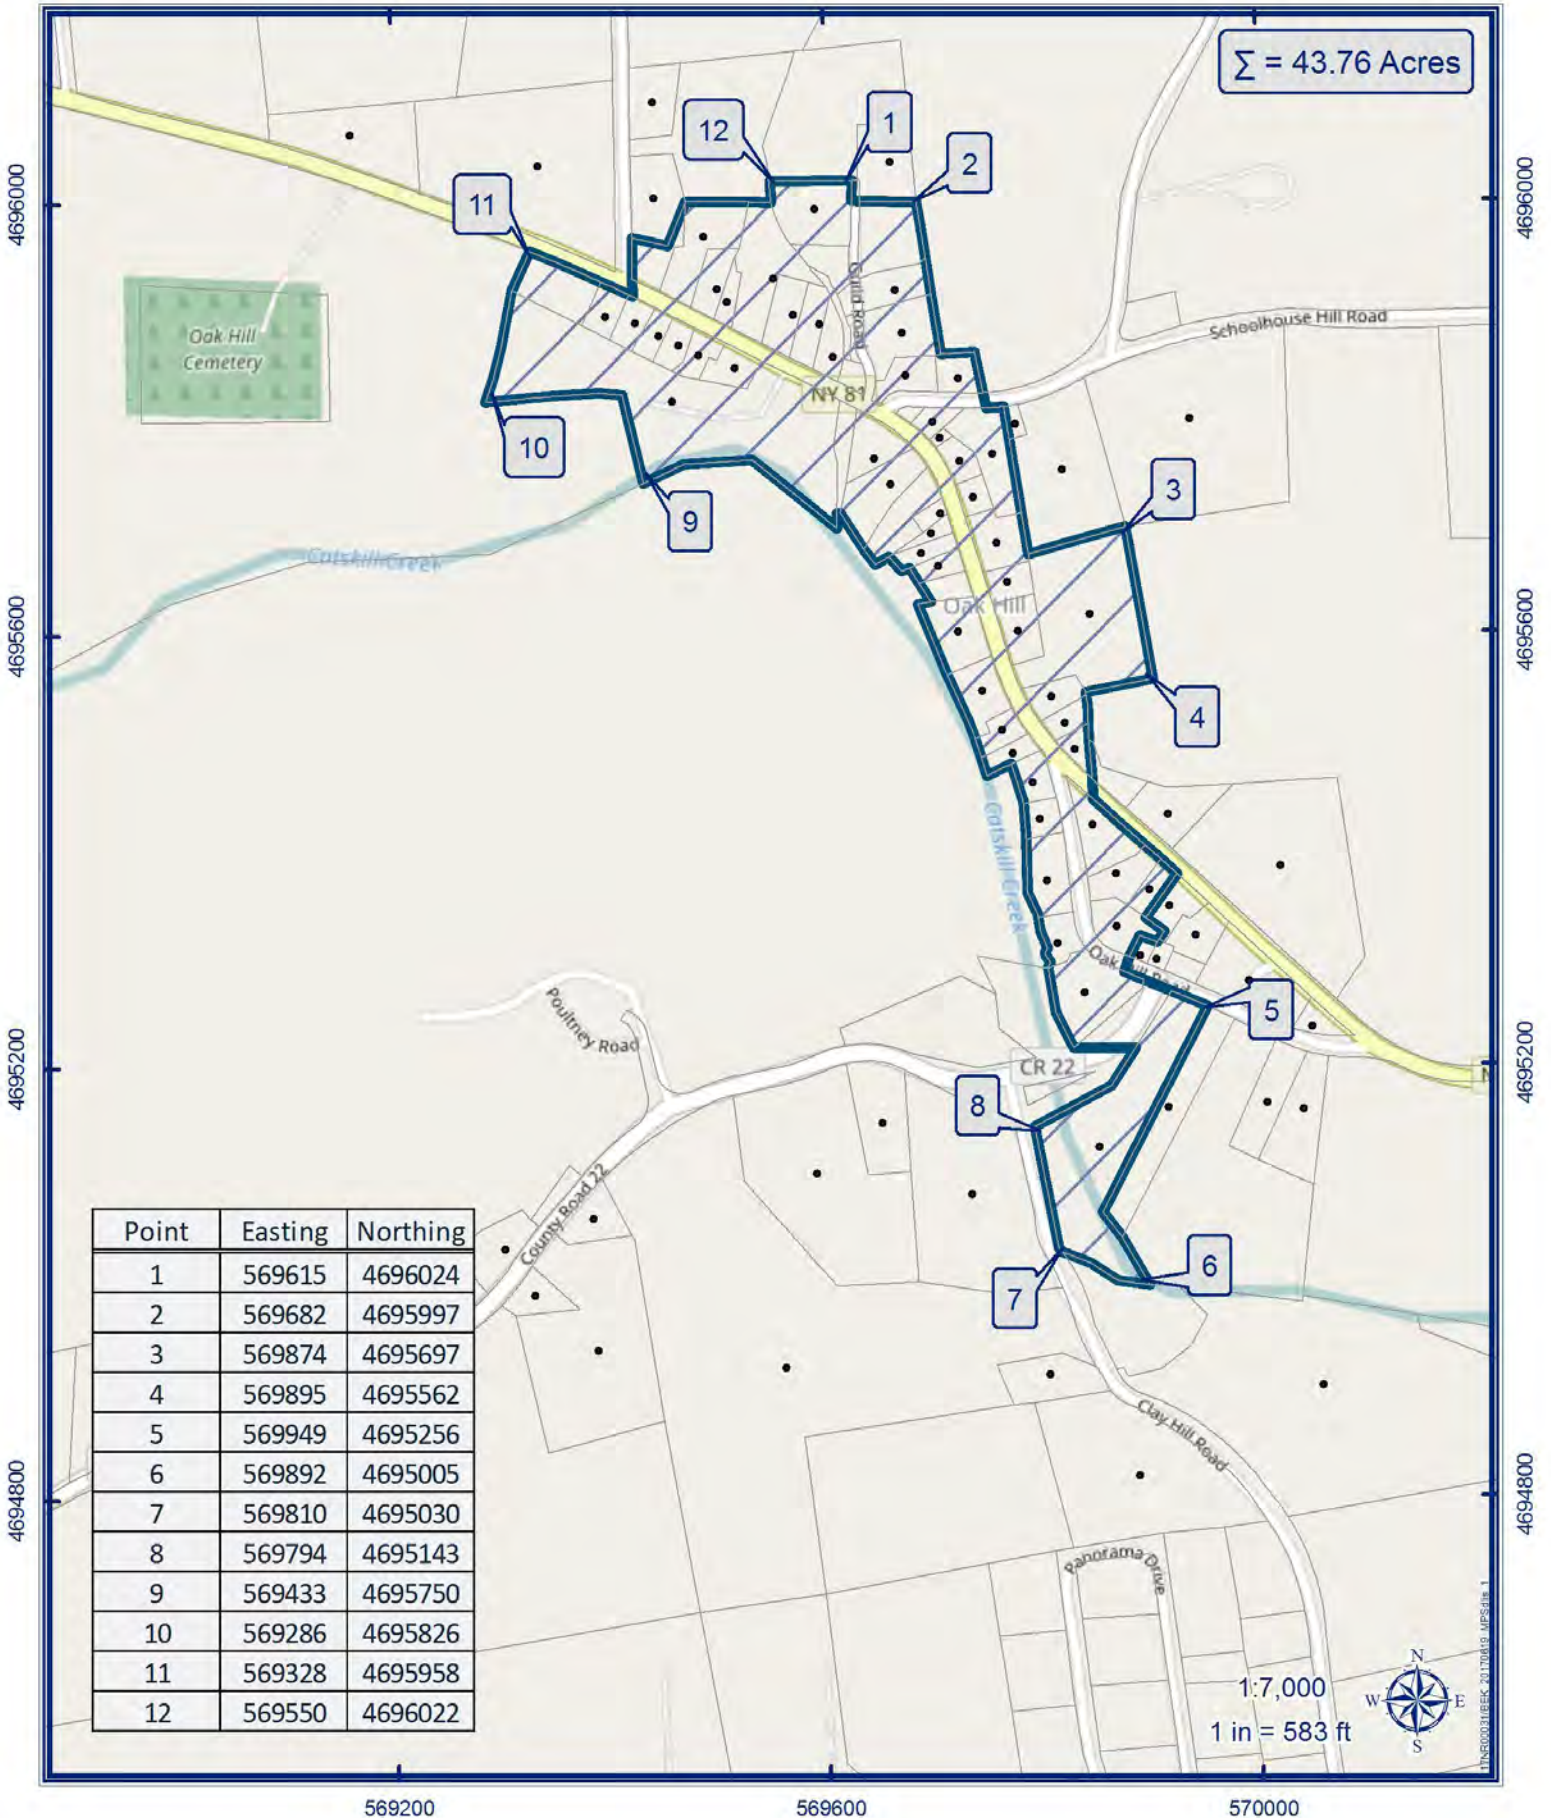 ∑ = 43.76 Acres
12
1
2
11
4696000
4696000
Guild Road
Oak Hill
Cemetery
Schoolhouse Hill Road
NY 81
10
9
3
Catskill Creek
Oak Hill
4695600
4695600
4
Catskill Creek
Oak Hill Road
5
Poultney Road
CR 22
N
4695200
4695200
8
County Road 22
6
7
Point Easting Northing
1 569615 4696024
2 569682 4695997
3 569874 4695697
4 569895 4695562
5 569949 4695256
6 569892 4695005
7 569810 4695030
8 569794 4695143
9 569433 4695750
10 569286 4695826
11 569328 4695958
12 569550 4696022
Clay Hill Road
4694800
4694800
Panorama Drive
1:7,000
1 in = 583 ft
N
W
E
S
569200
569600
570000